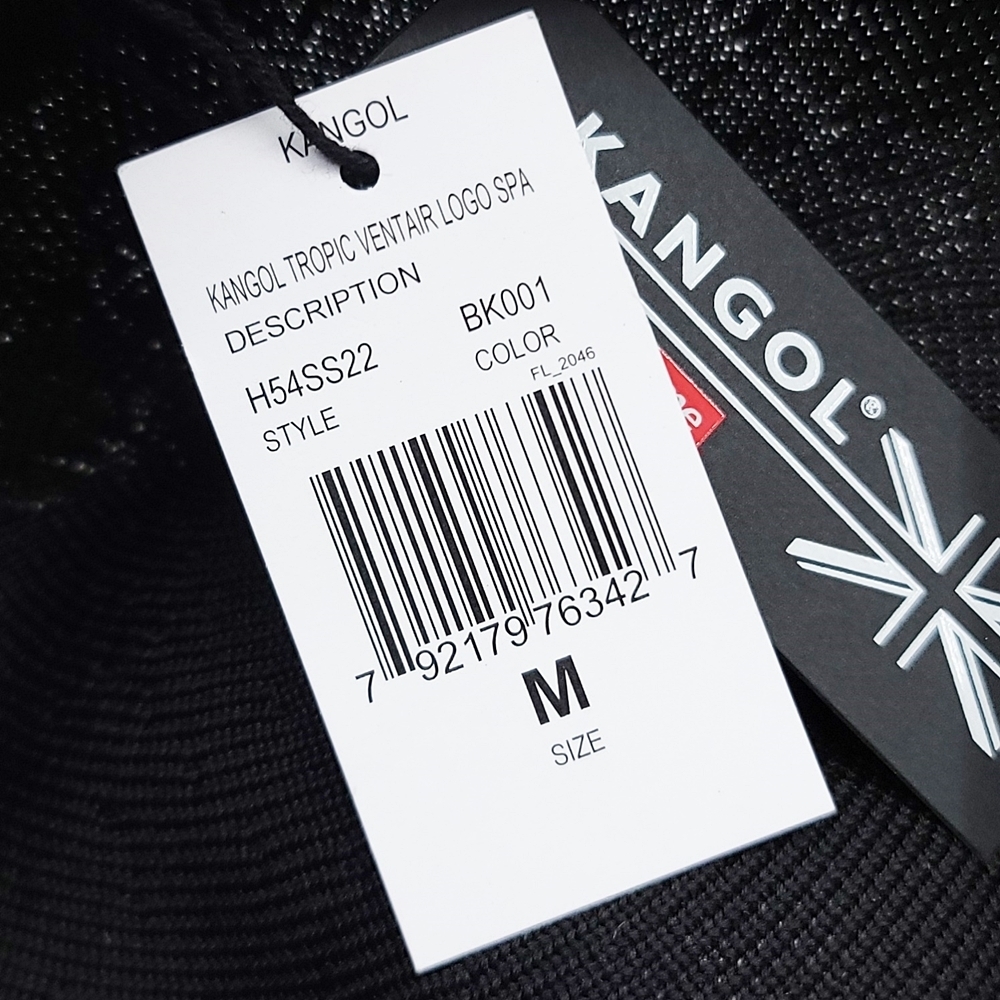 KANGOL
KANGOL TROPIC VENTAIR LOGO SPA
DESCRIPTION
H54SS22
BK001
STYLE
COLOR
FL_2046
7 92179 76342 7
M
SIZE
KANGOL®